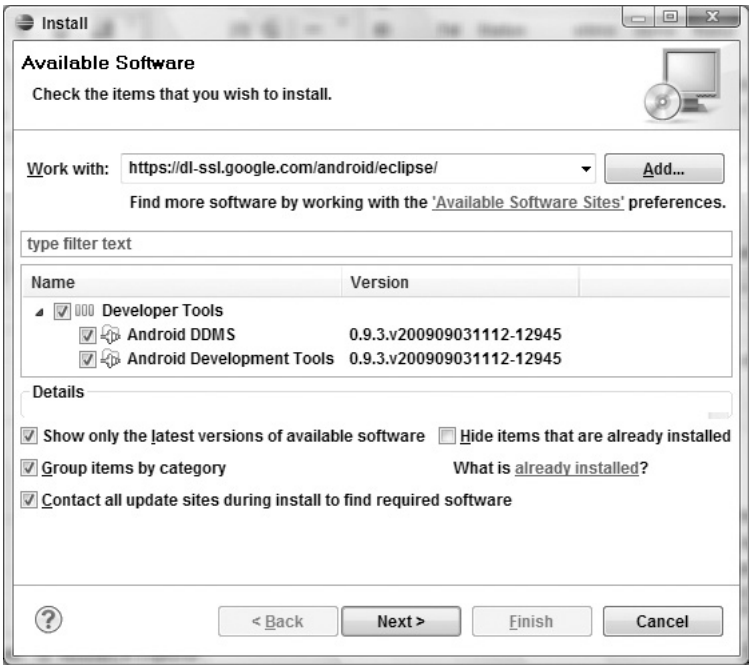 Install
Available Software
Check the items that you wish to install.
Work with: https://dl-ssl.google.com/android/eclipse/ Add...
Find more software by working with the 'Available Software Sites' preferences.
type filter text
Name Version
Developer Tools
Android DDMS 0.9.3.v200909031112-12945
Android Development Tools 0.9.3.v200909031112-12945
Details
Show only the latest versions of available software Hide items that are already installed
Group items by category What is already installed?
Contact all update sites during install to find required software
? < Back Next > Finish Cancel